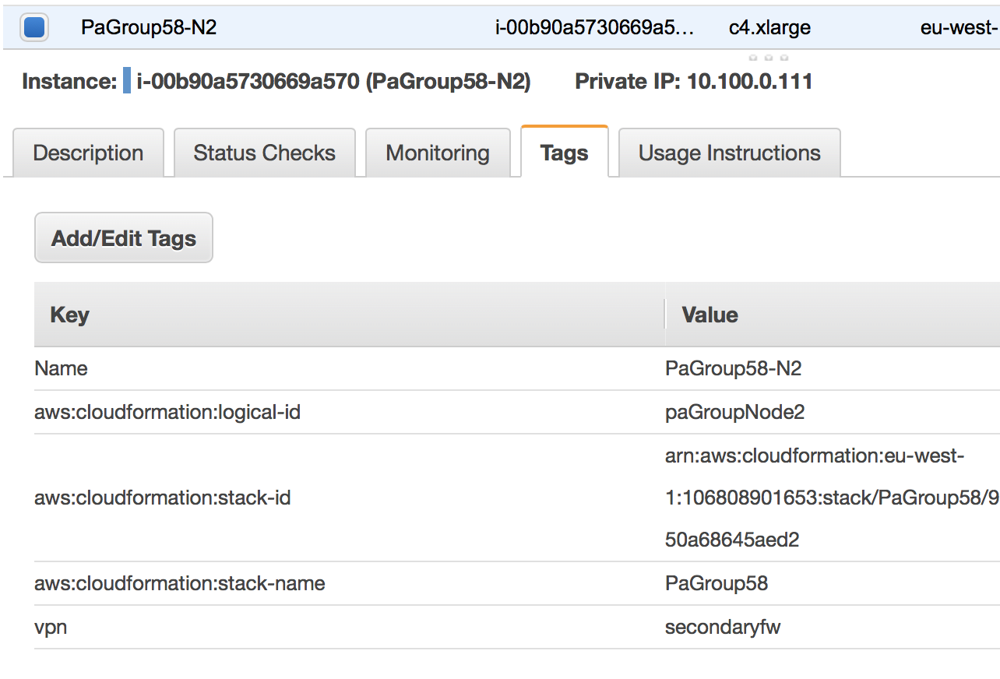 PaGroup58-N2 i-00b90a5730669a5… c4.xlarge eu-west-
Instance: i-00b90a5730669a570 (PaGroup58-N2) Private IP: 10.100.0.111
Description Status Checks Monitoring Tags Usage Instructions
Add/Edit Tags
Key Value
Name PaGroup58-N2
aws:cloudformation:logical-id paGroupNode2
arn:aws:cloudformation:eu-west-
aws:cloudformation:stack-id 1:106808901653:stack/PaGroup58/9
50a68645aed2
aws:cloudformation:stack-name PaGroup58
vpn secondaryfw